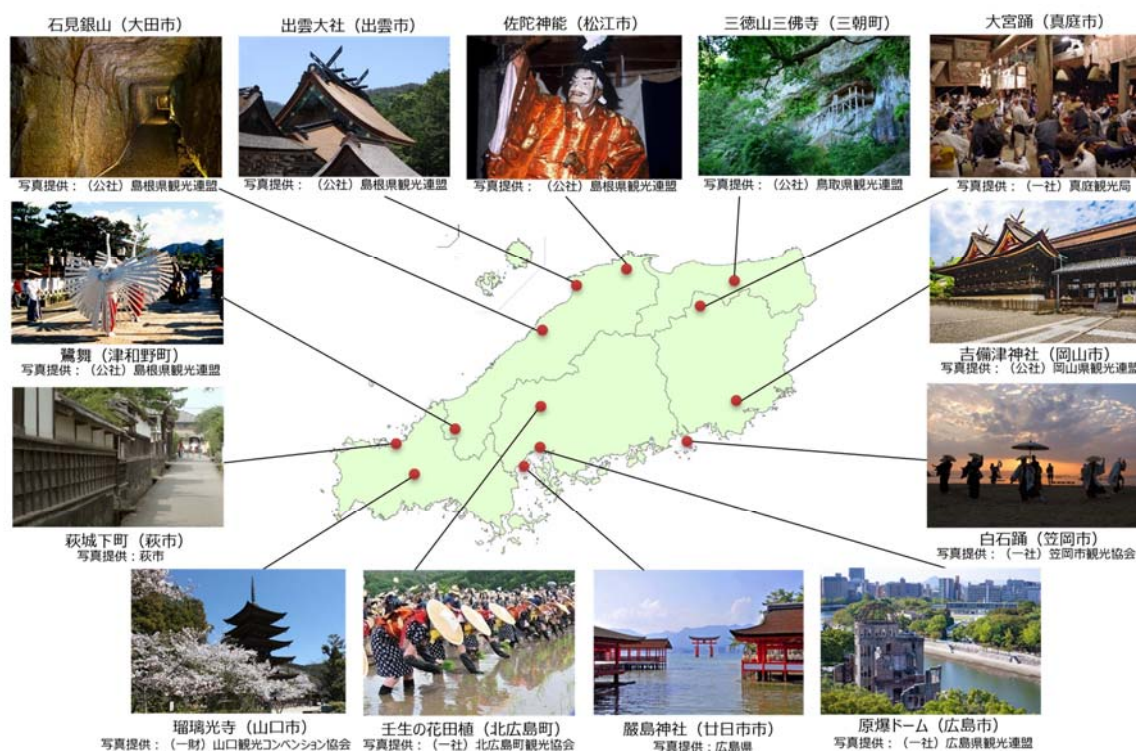 石見銀山（大田市）
出雲大社（出雲市）
佐陀神能（松江市）
三徳山三佛寺（三朝町）
大宮踊（真庭市）
写真提供：（公社）島根県観光連盟
写真提供：（公社）島根県観光連盟
写真提供：（公社）島根県観光連盟
写真提供：（公社）鳥取県観光連盟
写真提供：（一社）真庭観光局
鷺舞（津和野町）
写真提供：（公社）島根県観光連盟
吉備津神社（岡山市）
写真提供：（公社）岡山県観光連盟
萩城下町（萩市）
写真提供：萩市
白石踊（笠岡市）
写真提供：（一社）笠岡市観光協会
瑠璃光寺（山口市）
写真提供：（一財）山口観光コンベンション協会
壬生の花田植（北広島町）
写真提供：（一社）北広島町観光協会
嚴島神社（廿日市市）
写真提供：広島県
原爆ドーム（広島市）
写真提供：（一社）広島県観光連盟